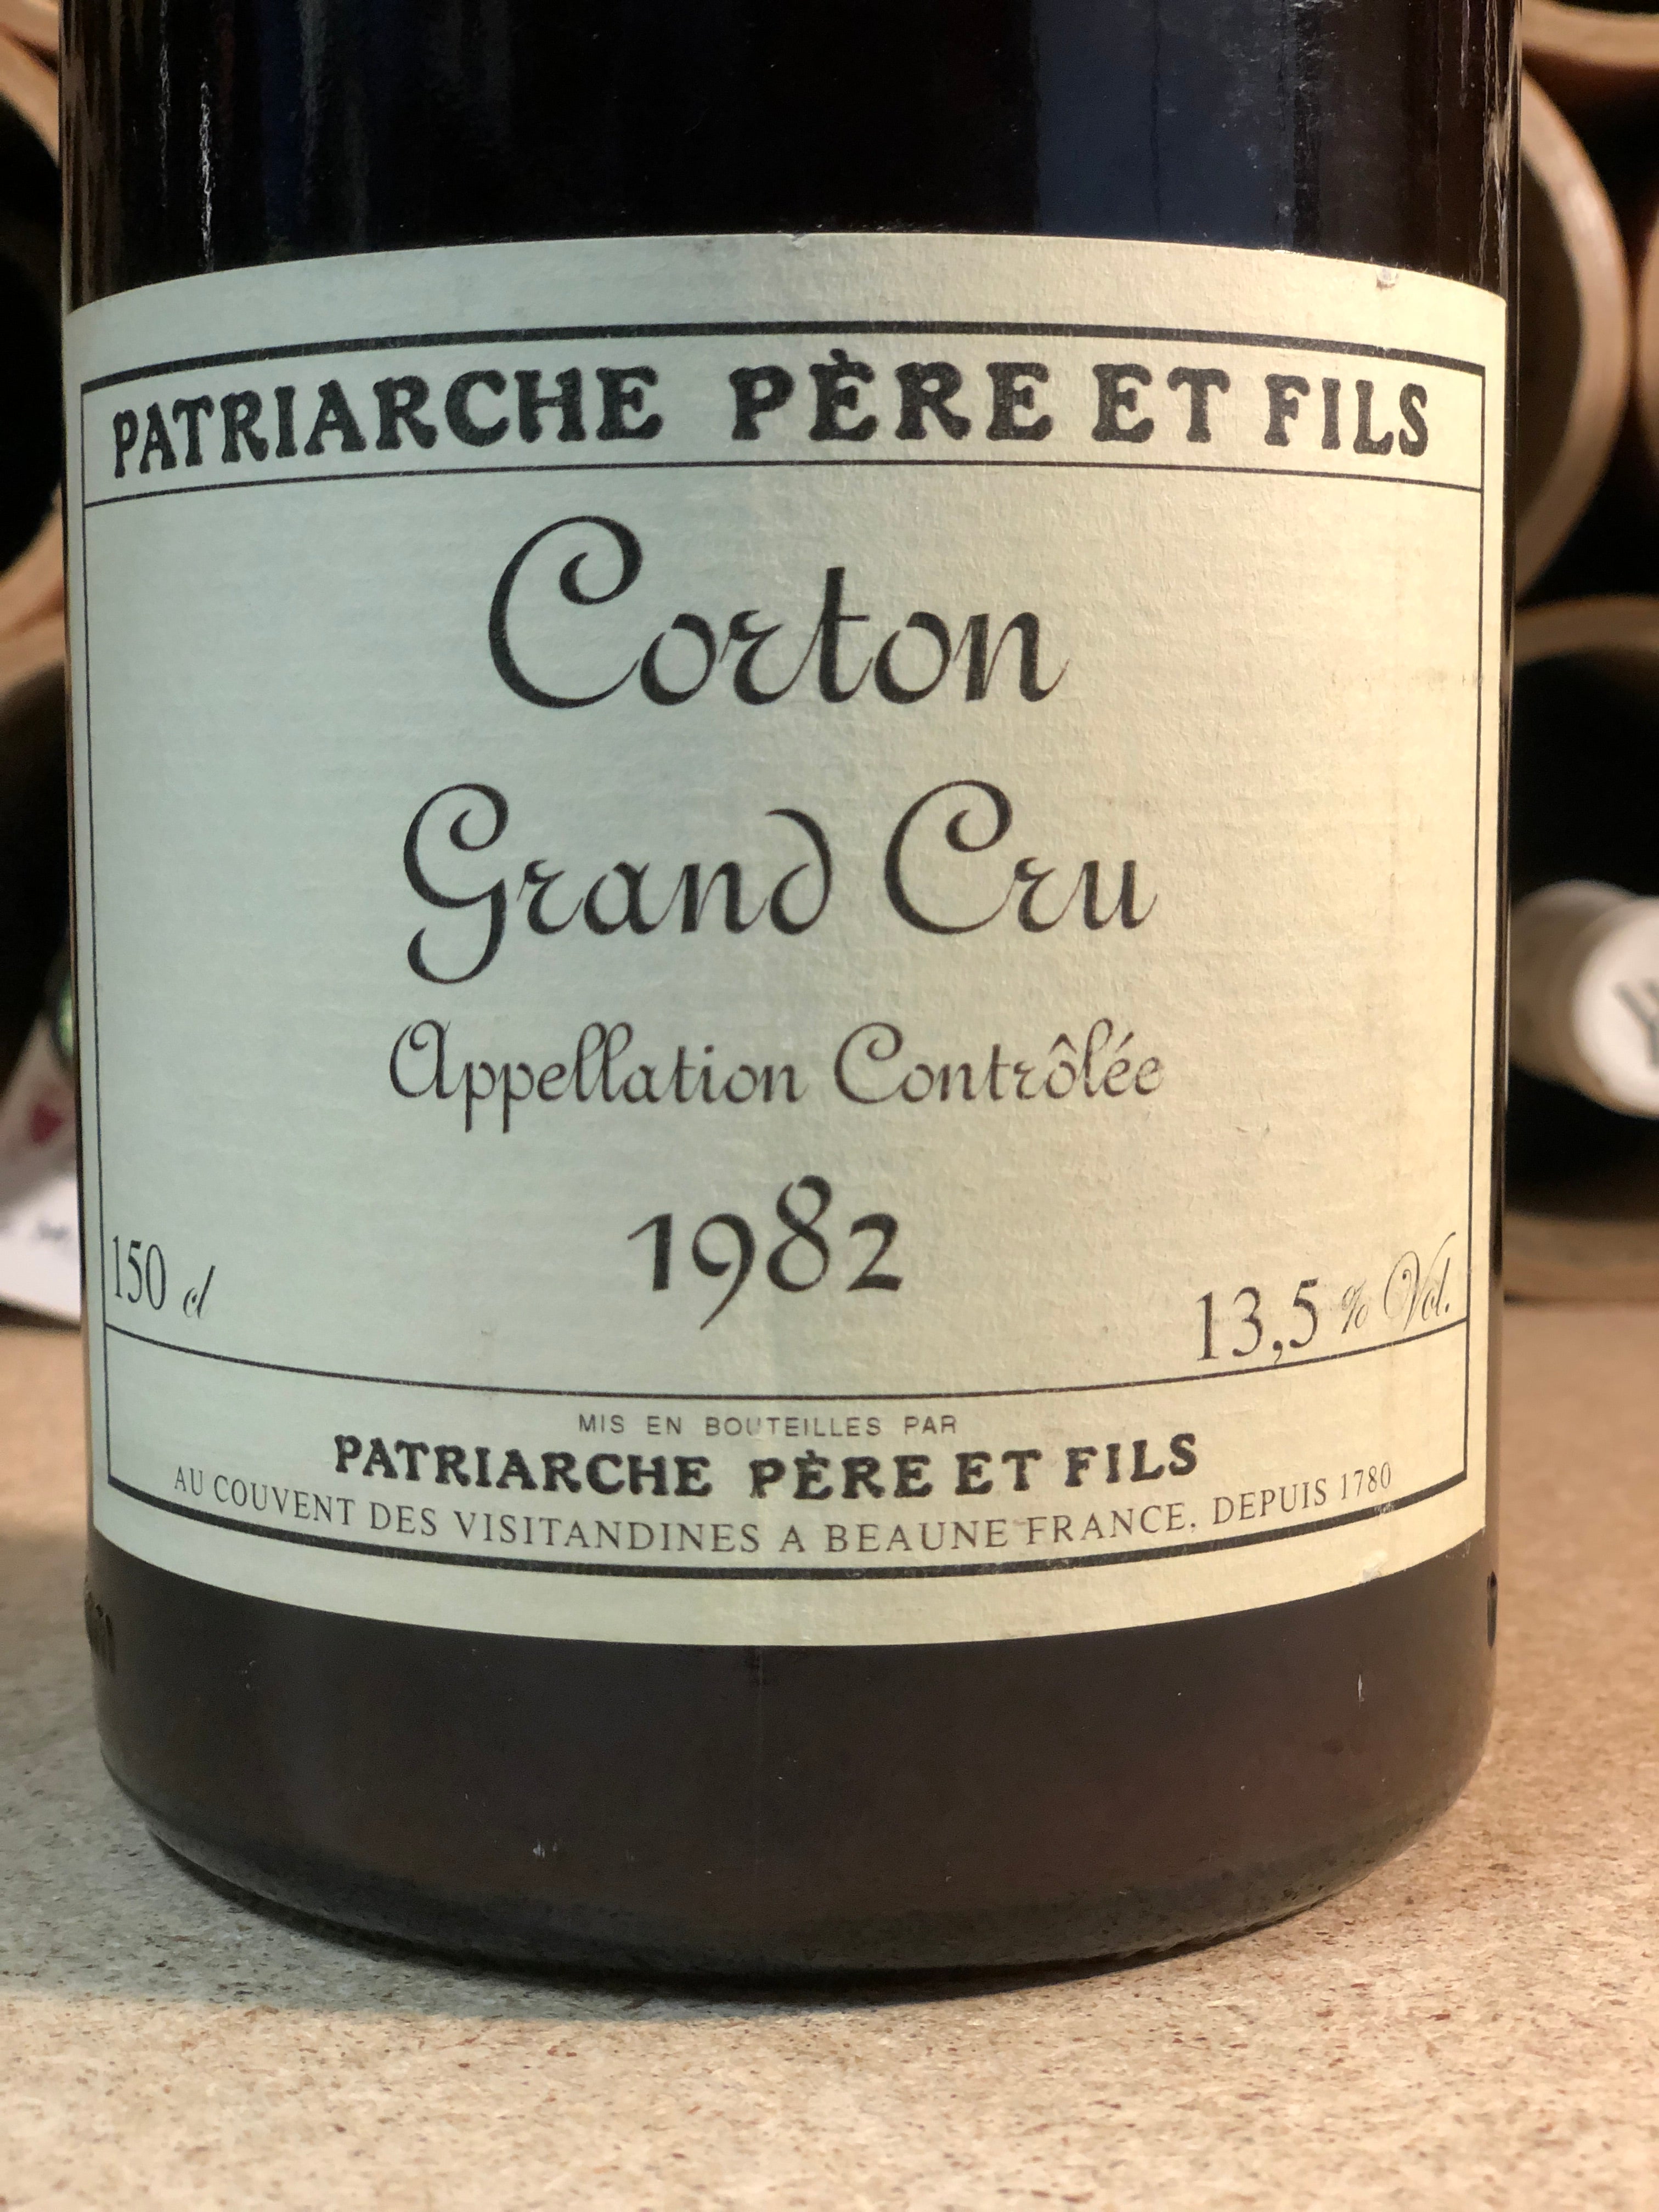 PATRIARCHE PÈRE ET FILS
Corton
Grand Cru
Appellation Contrôlée
1982
150 cl
13,5 % Vol.
MIS EN BOUTEILLES PAR
PATRIARCHE PÈRE ET FILS
AU COUVENT DES VISITANDINES A BEAUNE FRANCE. DEPUIS 1780